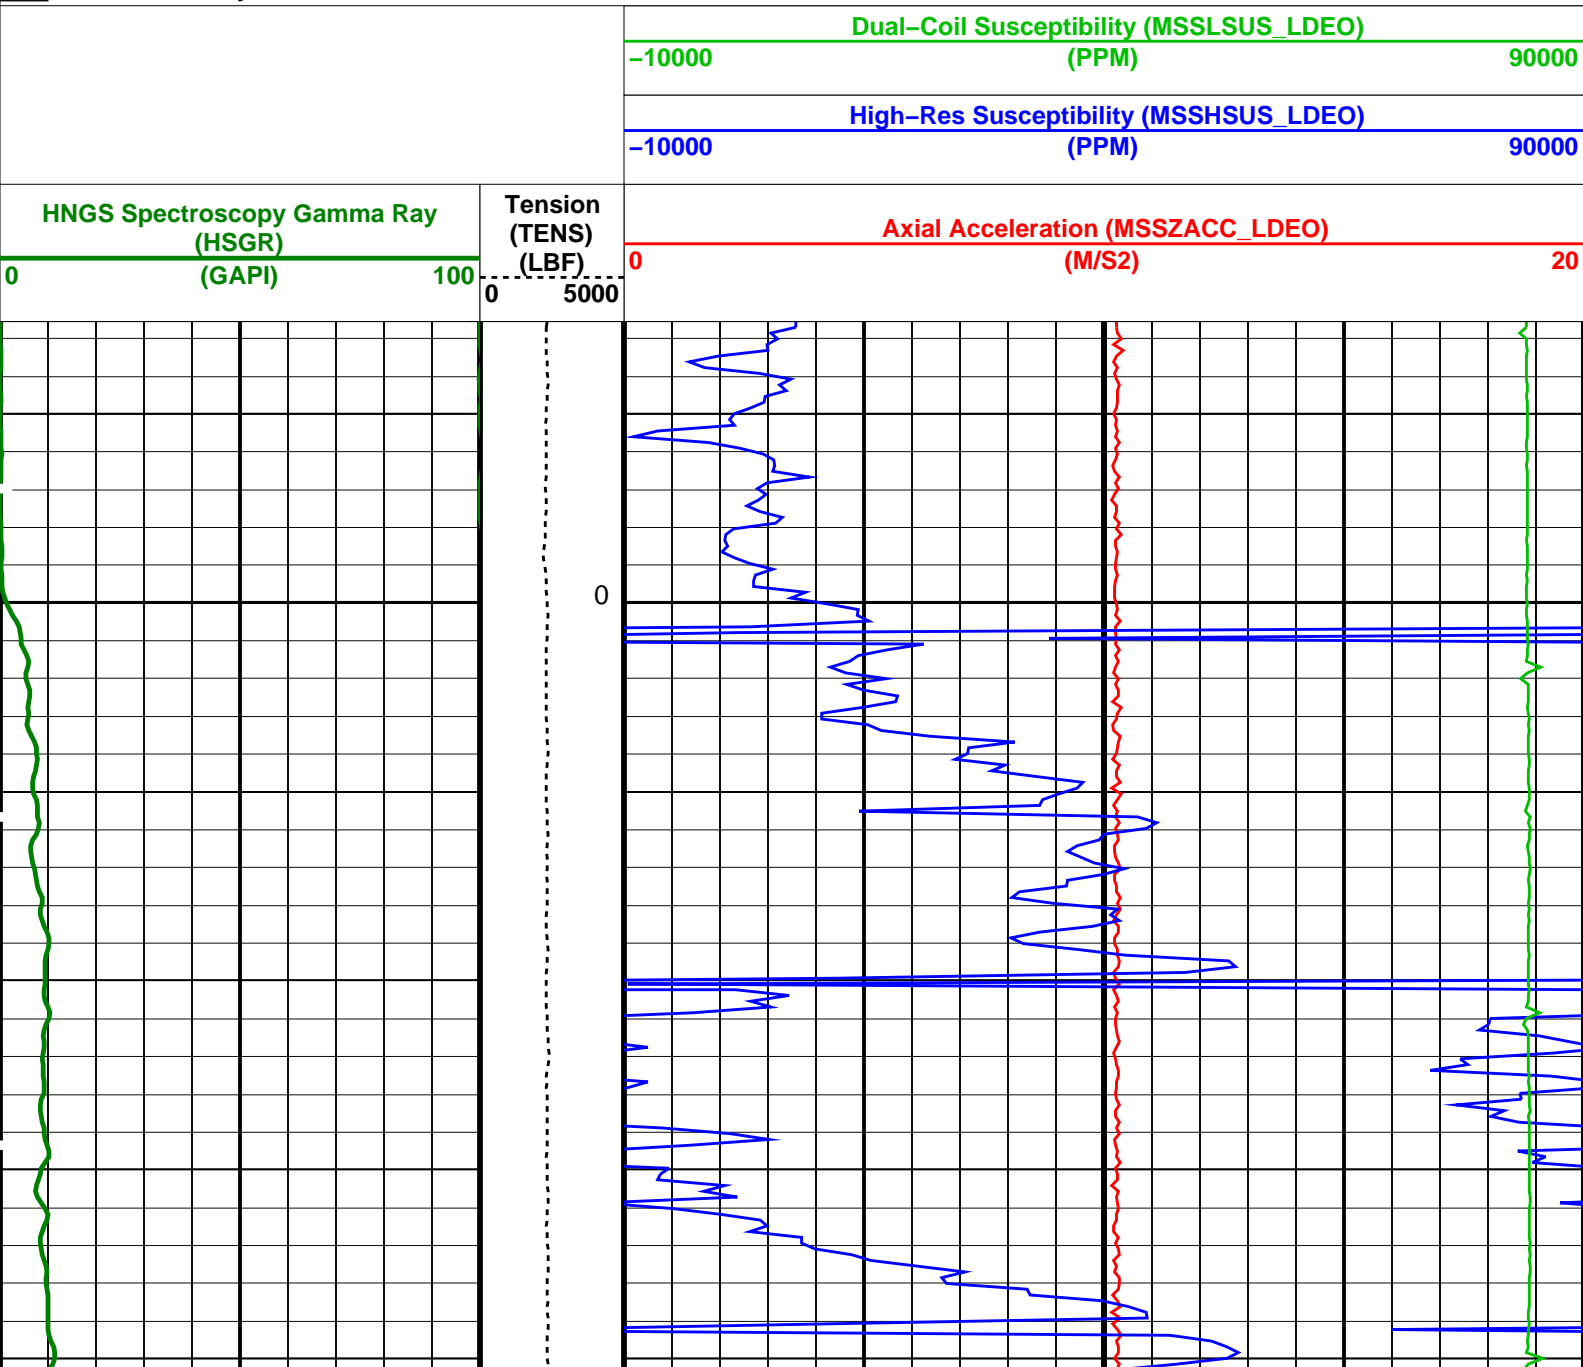 Dual−Coil Susceptibility (MSSLSUS_LDEO)
−10000 (PPM) 90000
High−Res Susceptibility (MSSHSUS_LDEO)
−10000 (PPM) 90000
HNGS Spectroscopy Gamma Ray
(HSGR)
0 (GAPI) 100
Tension
(TENS)
(LBF)
0 5000
Axial Acceleration (MSSZACC_LDEO)
0 (M/S2) 20
0